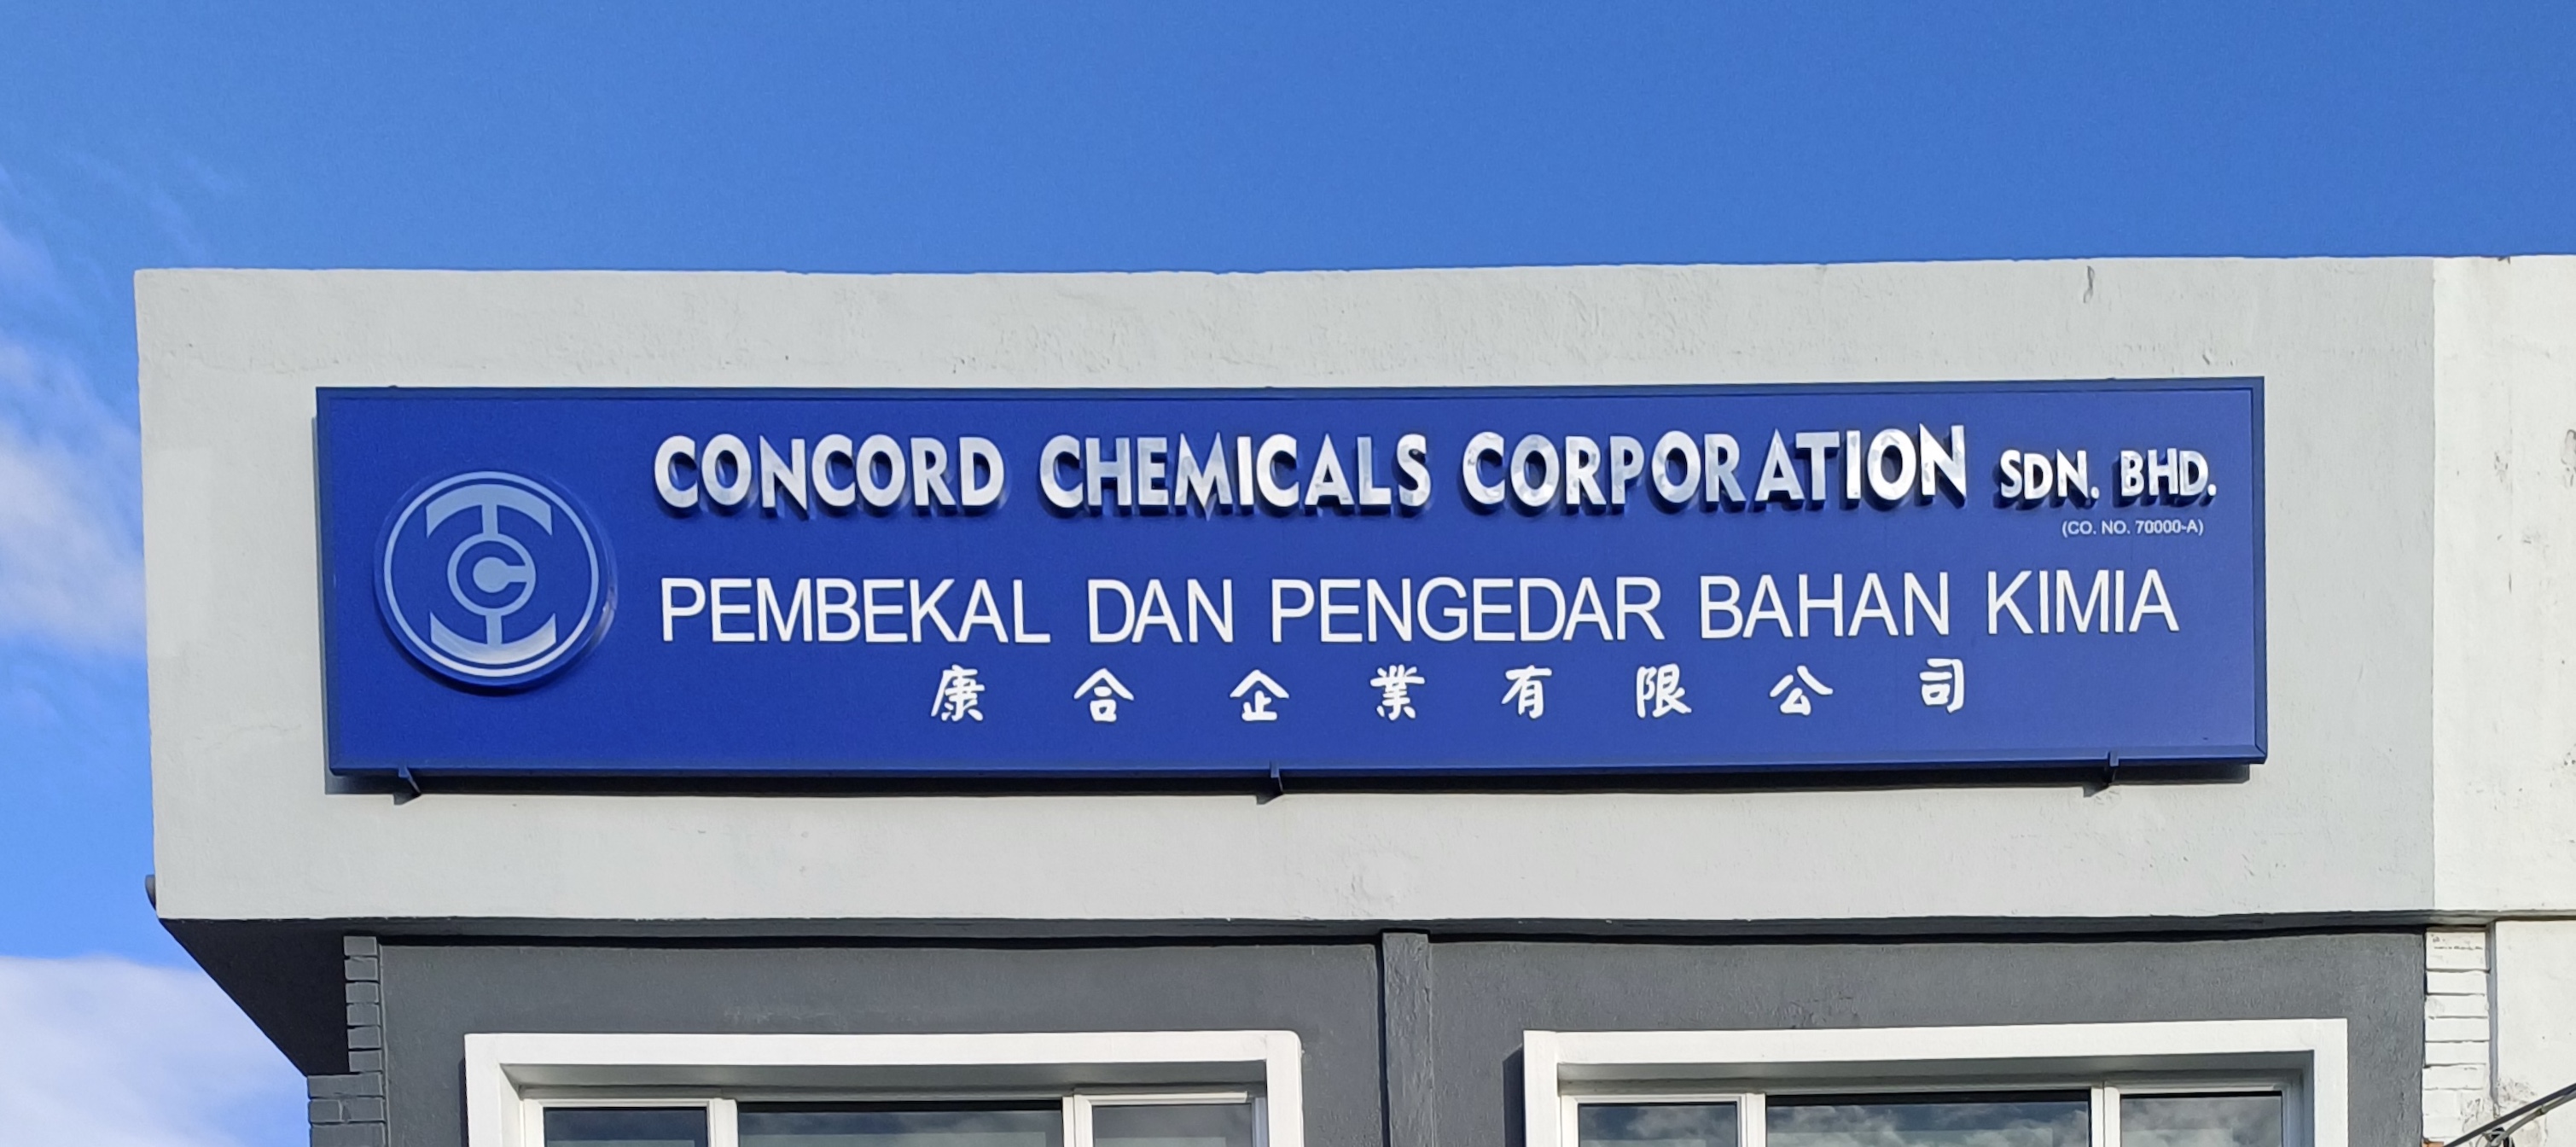 CONCORD CHEMICALS CORPORATION SDN. BHD.
(CO. NO. 70000-A)
PEMBEKAL DAN PENGEDAR BAHAN KIMIA
康合企業有限公司